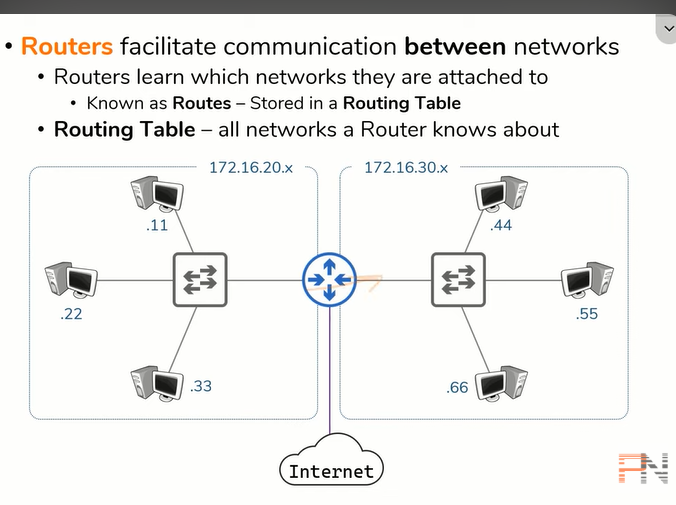 • Routers facilitate communication between networks
• Routers learn which networks they are attached to
• Known as Routes – Stored in a Routing Table
• Routing Table – all networks a Router knows about
172.16.20.x
172.16.30.x
.11
.44
.22
.55
.33
.66
Internet
PN